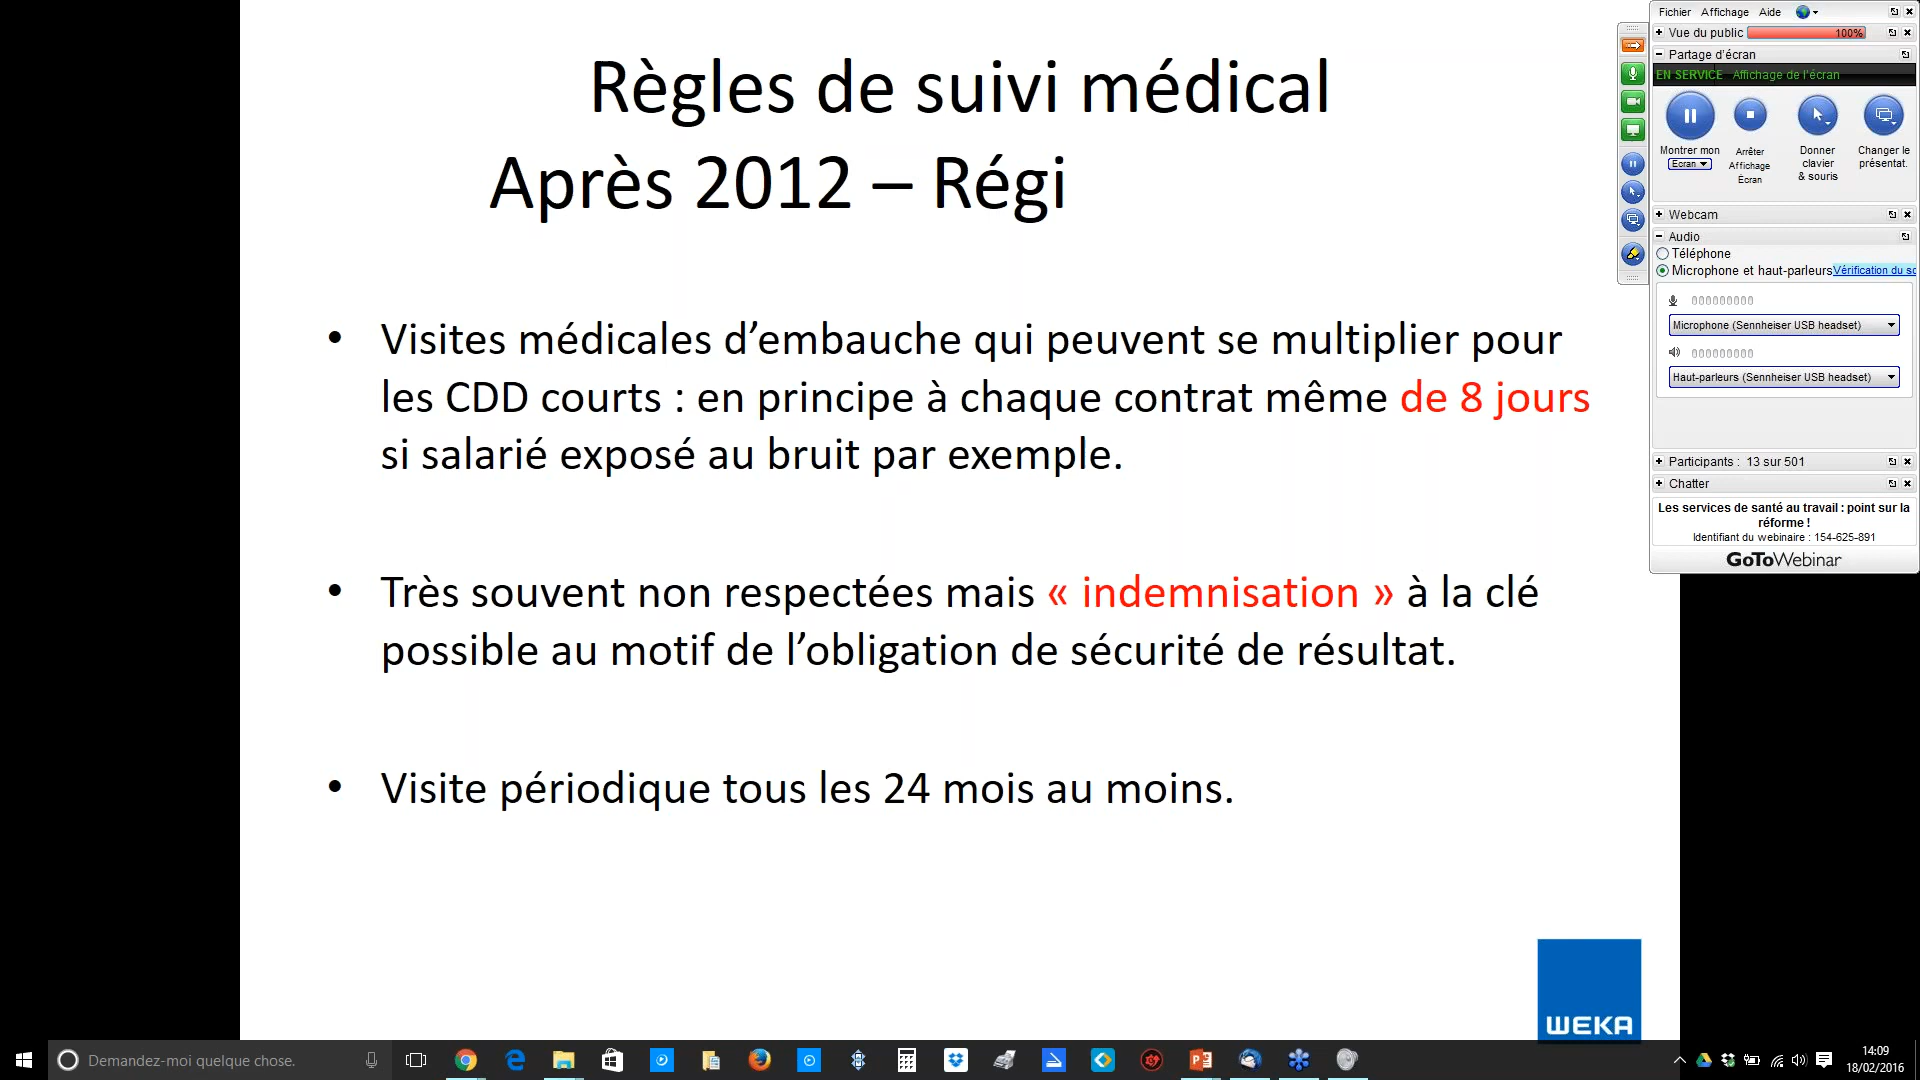 Règles de suivi médical
Après 2012 – Régi
• Visites médicales d’embauche qui peuvent se multiplier pour
les CDD courts : en principe à chaque contrat même de 8 jours
si salarié exposé au bruit par exemple.
• Très souvent non respectées mais « indemnisation » à la clé
possible au motif de l’obligation de sécurité de résultat.
• Visite périodique tous les 24 mois au moins.
WEKA
Fichier Affichage Aide
Vue du public 100%
Partage d'écran
EN SERVICE Affichage de l'écran
Montrer mon
Écran
Arrêter
Affichage
Écran
Donner
clavier
& souris
Changer le
présentat.
Webcam
Audio
Téléphone
Microphone et haut-parleurs Vérification du so
000000000
Microphone (Sennheiser USB headset)
000000000
Haut-parleurs (Sennheiser USB headset)
Participants : 13 sur 501
Chatter
Les services de santé au travail : point sur la
réforme !
Identifiant du webinaire : 154-625-891
GoToWebinar
Demandez-moi quelque chose.
14:09
18/02/2016